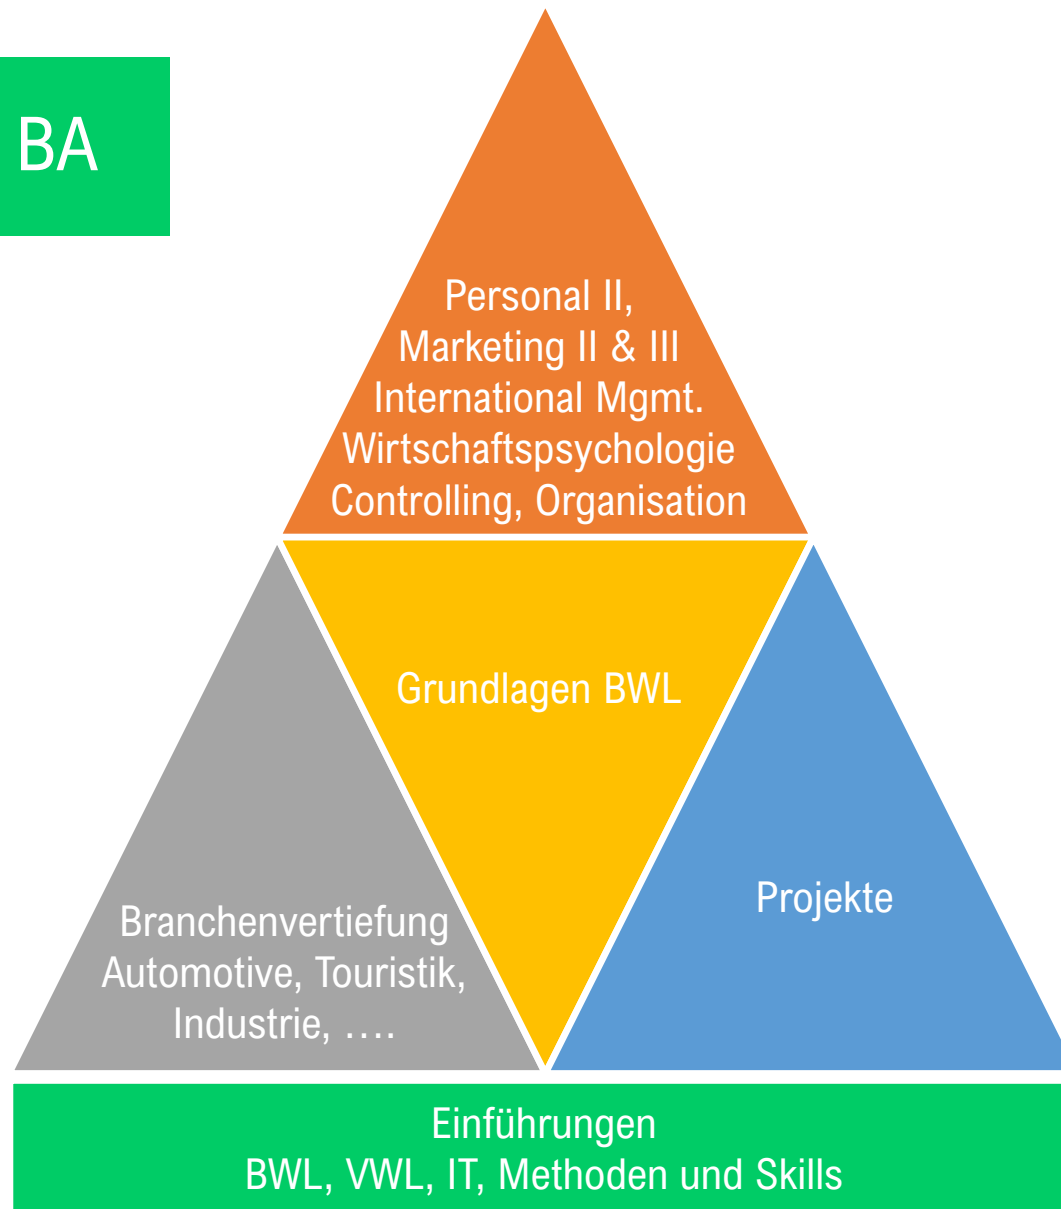 BA
Personal II,
Marketing II & III
International Mgmt.
Wirtschaftspsychologie
Controlling, Organisation
Grundlagen BWL
Projekte
Branchenvertiefung
Automotive, Touristik,
Industrie, ….
Einführungen
BWL, VWL, IT, Methoden und Skills